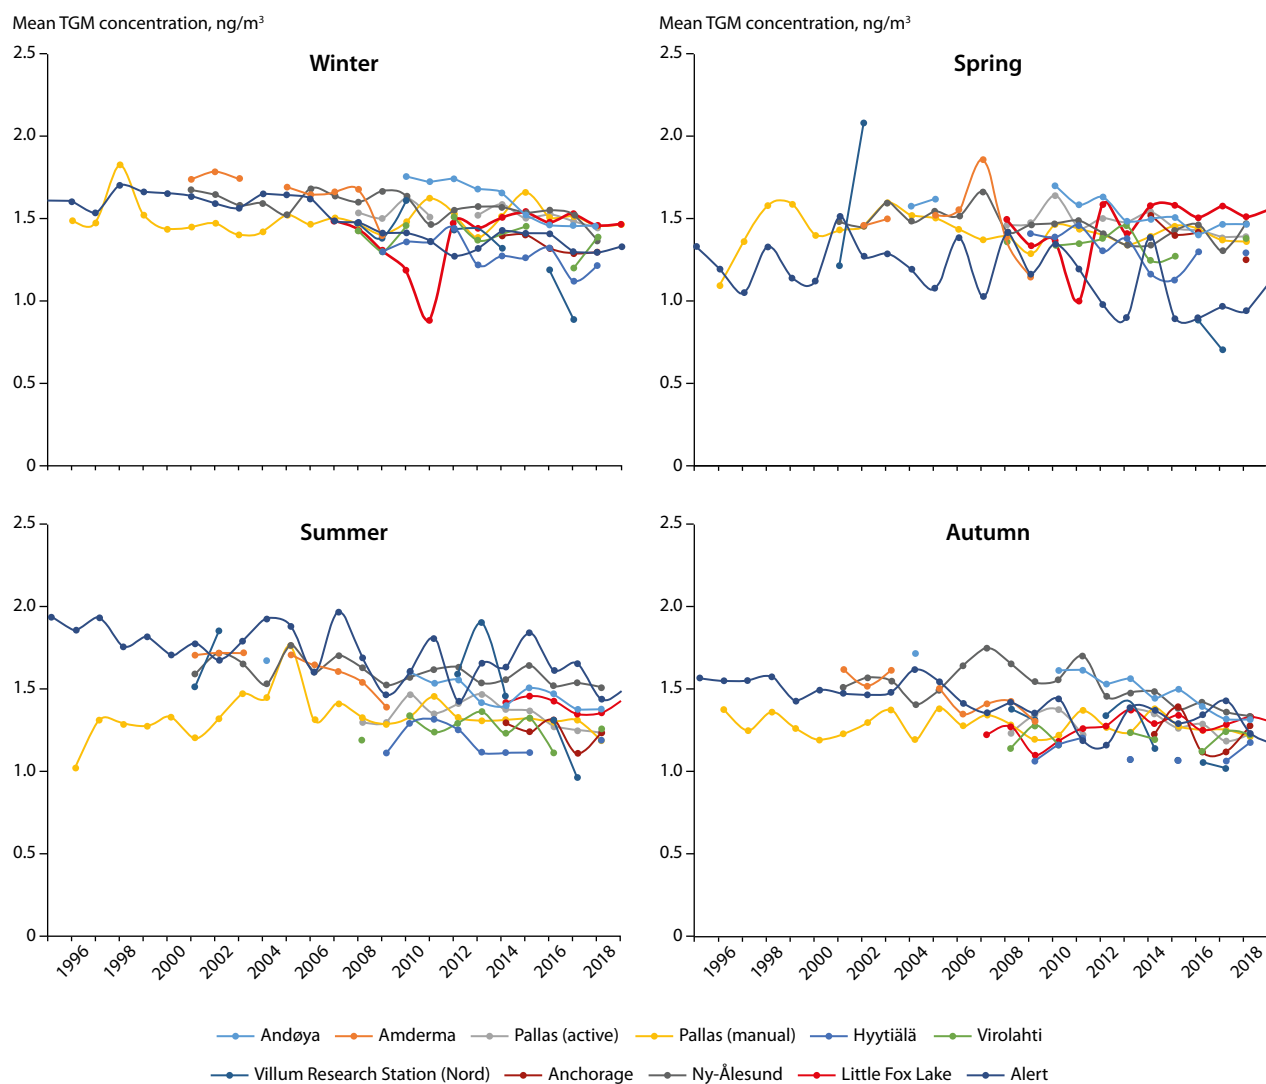 Mean TGM concentration, ng/m³ Mean TGM concentration, ng/m³
Winter Spring
2.5 2.5
2.0 2.0
1.5 1.5
1.0 1.0
0.5 0.5
0 0
Summer Autumn
2.5 2.5
2.0 2.0
1.5 1.5
1.0 1.0
0.5 0.5
0 0
1996 1998 2000 2002 2004 2006 2008 2010 2012 2014 2016 2018 1996 1998 2000 2002 2004 2006 2008 2010 2012 2014 2016 2018
Andøya Amderma Pallas (active) Pallas (manual) Hyytiälä Virolahti
Villum Research Station (Nord) Anchorage Ny-Ålesund Little Fox Lake Alert